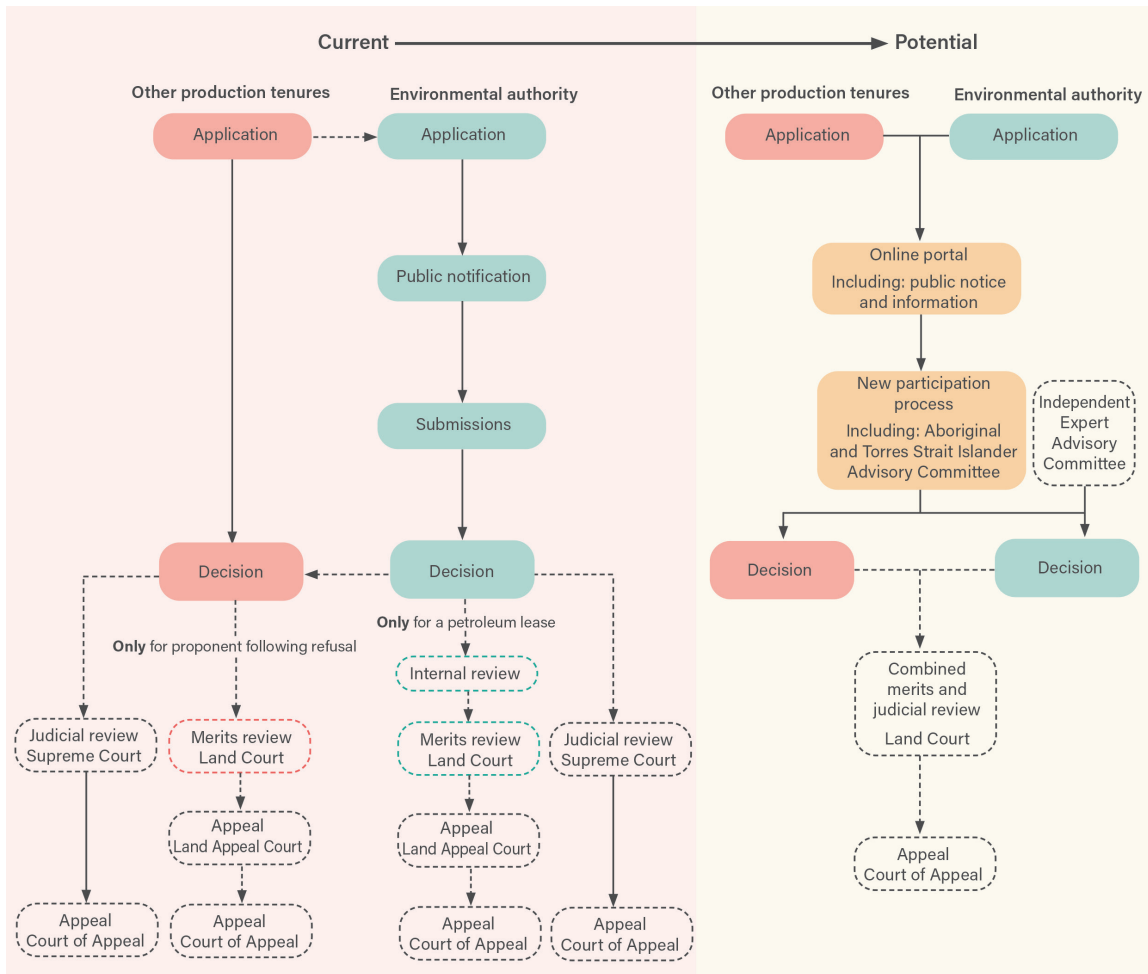 Current
Potential
Other production tenures
Environmental authority
Application
Application
Public notification
Submissions
Decision
Decision
Only for a petroleum lease
Only for proponent following refusal
Internal review
Judicial review
Supreme Court
Merits review
Land Court
Merits review
Land Court
Judicial review
Supreme Court
Appeal
Land Appeal Court
Appeal
Land Appeal Court
Appeal
Court of Appeal
Appeal
Court of Appeal
Appeal
Court of Appeal
Appeal
Court of Appeal
Other production tenures
Environmental authority
Application
Application
Online portal
Including: public notice
and information
New participation
process
Including: Aboriginal
and Torres Strait Islander
Advisory Committee
Independent
Expert
Advisory
Committee
Decision
Decision
Combined
merits and
judicial review
Land Court
Appeal
Court of Appeal